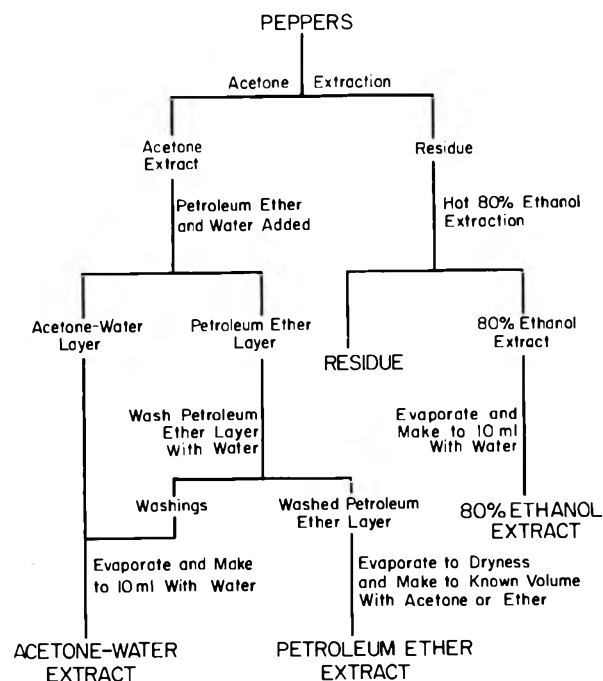 PEPPERS
Acetone Extraction
Acetone
Extract
Residue
Petroleum Ether
and Water Added
Hot 80% Ethanol
Extraction
Acetone-Water
Layer
Petroleum Ether
Layer
RESIDUE
80% Ethanol
Extract
Wash Petroleum
Ether Layer
With Water
Evaporate and
Make to 10 ml
With Water
Washings
Washed Petroleum
Ether Layer
80% ETHANOL
EXTRACT
Evaporate and Make
to 10 ml With Water
Evaporate to Dryness
and Make to Known Volume
With Acetone or Ether
ACETONE-WATER
EXTRACT
PETROLEUM ETHER
EXTRACT